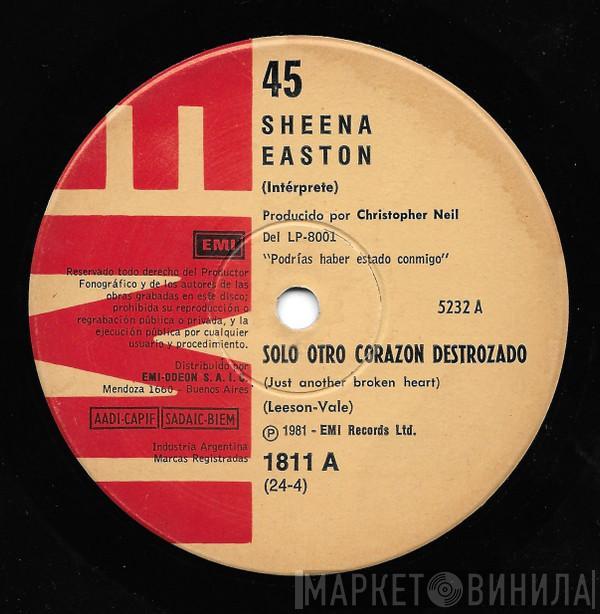 45
SHEENA
EASTON
(Intérprete)
Producido por Christopher Neil
Del LP-8001
"Podrías haber estado conmigo"
5232 A
SOLO OTRO CORAZON DESTROZADO
(Just another broken heart)
(Leeson-Vale)
Ⓟ 1981 - EMI Records Ltd.
1811 A
(24-4)
EMI
EMI
Reservado todo derecho del Productor
Fonográfico y de los autores de las
obras grabadas en este disco;
prohibida su reproducción o
regrabación pública o privada, y la
ejecución pública por cualquier
usuario y procedimiento.
Distribuido por
EMI-ODEON S. A. I. C.
Mendoza 1660 - Buenos Aires
AADI-CAPIF SADAIC-BIEM
Industria Argentina
Marcas Registradas
МАРКЕТ ВИНИЛА